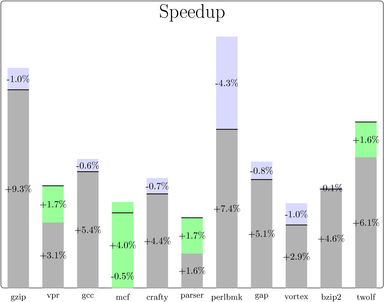 Speedup
-1.0%
+9.3%
gzip
+1.7%
+3.1%
vpr
-0.6%
+5.4%
gcc
+4.0%
-0.5%
mcf
-0.7%
+4.4%
crafty
+1.7%
+1.6%
parser
-4.3%
+7.4%
perlbmk
-0.8%
+5.1%
gap
-1.0%
+2.9%
vortex
-0.1%
+4.6%
bzip2
+1.6%
+6.1%
twolf